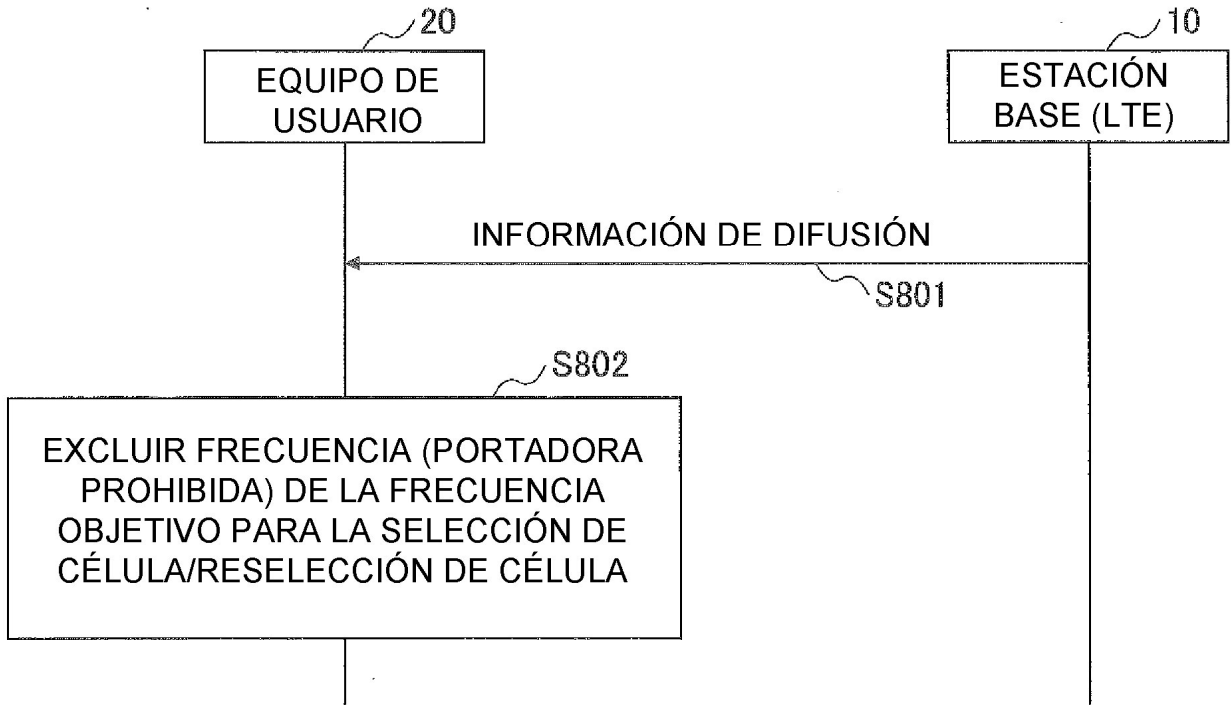 20
10
EQUIPO DE
USUARIO
ESTACIÓN
BASE (LTE)
INFORMACIÓN DE DIFUSIÓN
S801
S802
EXCLUIR FRECUENCIA (PORTADORA
PROHIBIDA) DE LA FRECUENCIA
OBJETIVO PARA LA SELECCIÓN DE
CÉLULA/RESELECCIÓN DE CÉLULA